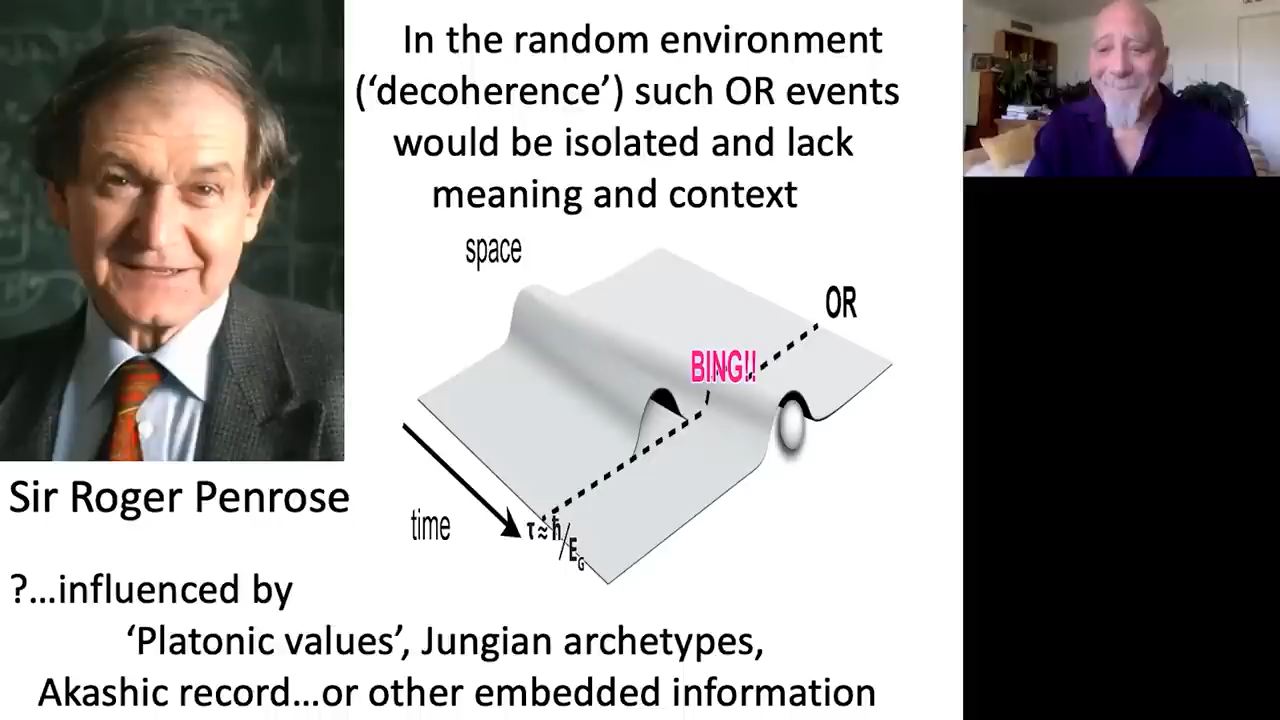 In the random environment
(‘decoherence’) such OR events
would be isolated and lack
meaning and context
space
OR
BING!!
time
τ≈ħ/E_G
Sir Roger Penrose
?...influenced by
‘Platonic values’, Jungian archetypes,
Akashic record...or other embedded information